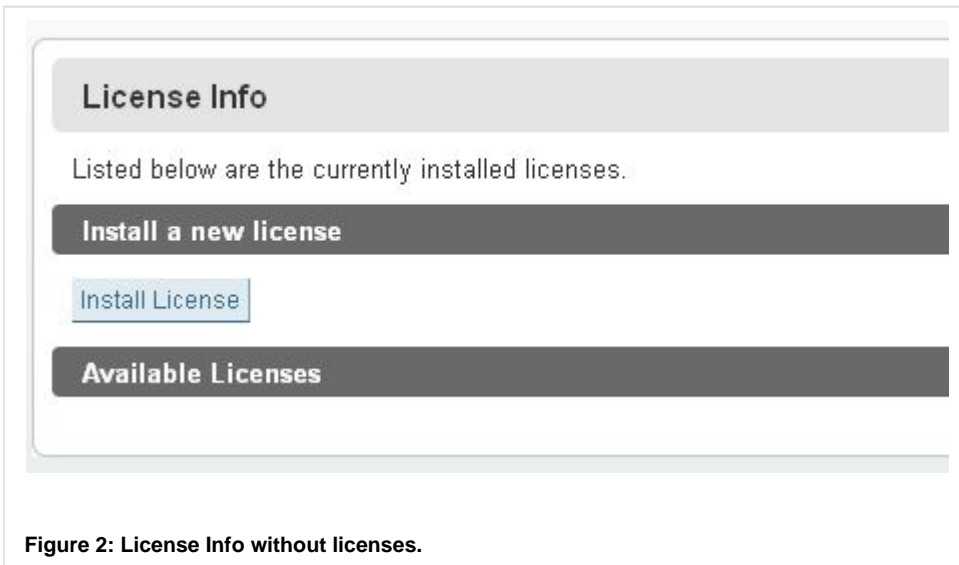 License Info
Listed below are the currently installed licenses.
Install a new license
Install License
Available Licenses
Figure 2: License Info without licenses.